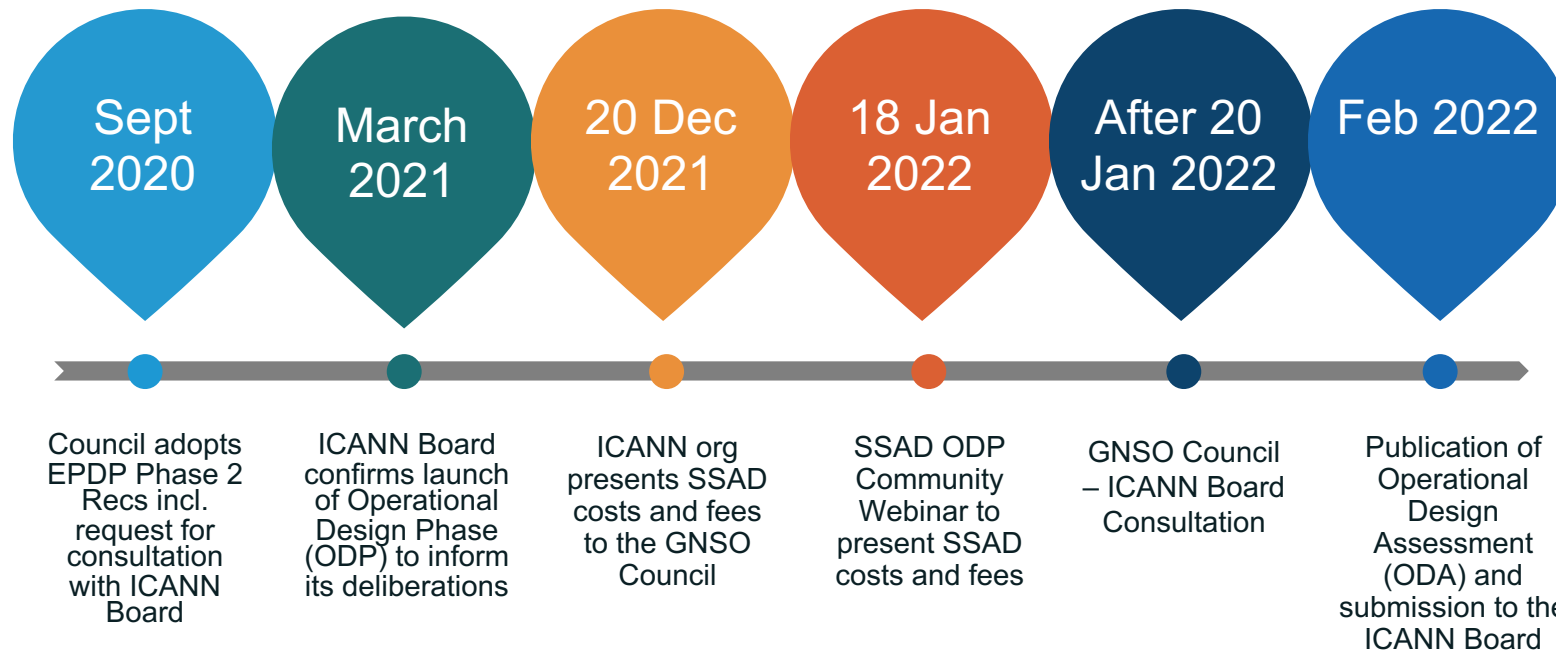 Sept
2020
March
2021
20 Dec
2021
18 Jan
2022
After 20
Jan 2022
Feb 2022
Council adopts
EPDP Phase 2
Recs incl.
request for
consultation
with ICANN
Board
ICANN Board
confirms launch
of Operational
Design Phase
(ODP) to inform
its deliberations
ICANN org
presents SSAD
costs and fees
to the GNSO
Council
SSAD ODP
Community
Webinar to
present SSAD
costs and fees
GNSO Council
– ICANN Board
Consultation
Publication of
Operational
Design
Assessment
(ODA) and
submission to the
ICANN Board